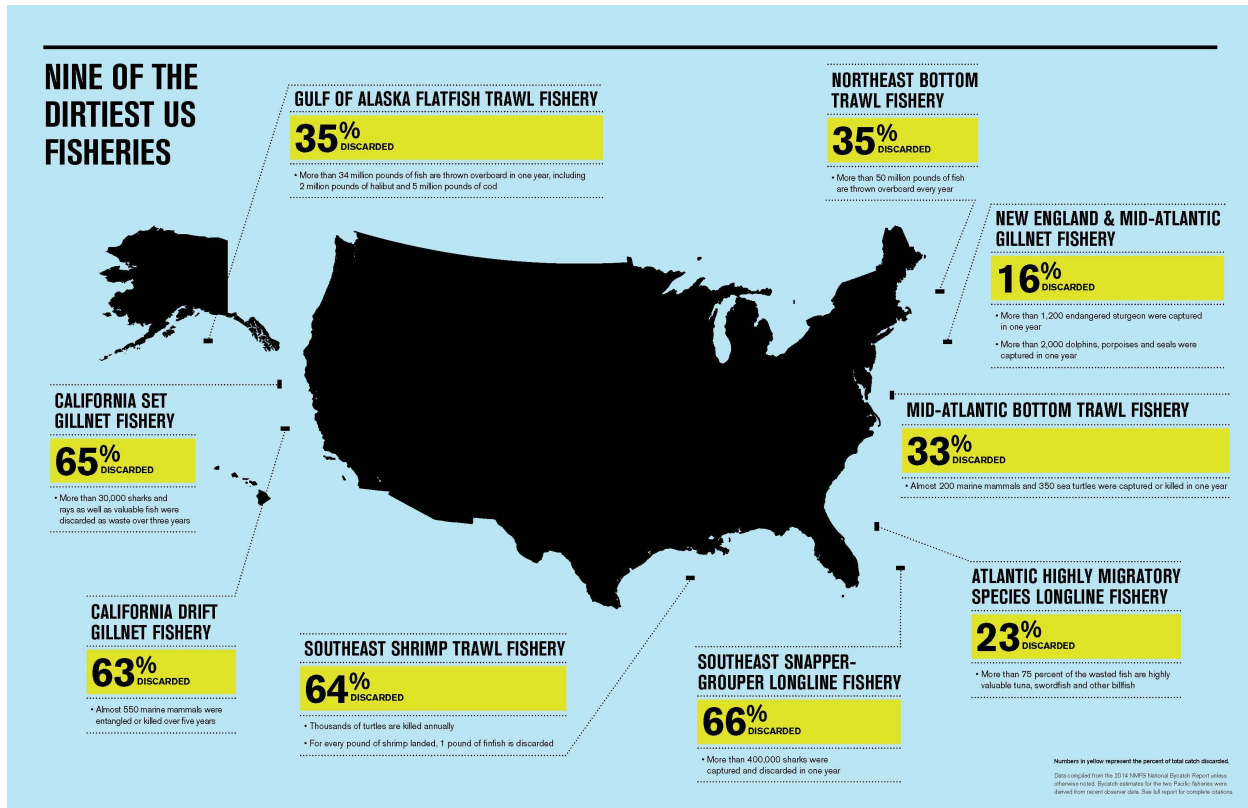 NINE OF THE
DIRTIEST US
FISHERIES
GULF OF ALASKA FLATFISH TRAWL FISHERY
35% DISCARDED
• More than 34 million pounds of fish are thrown overboard in one year, including
2 million pounds of halibut and 5 million pounds of cod
NORTHEAST BOTTOM
TRAWL FISHERY
35% DISCARDED
• More than 50 million pounds of fish
are thrown overboard every year
NEW ENGLAND & MID-ATLANTIC
GILLNET FISHERY
16% DISCARDED
• More than 1,200 endangered sturgeon were captured
in one year
• More than 2,000 dolphins, porpoises and seals were
captured in one year
CALIFORNIA SET
GILLNET FISHERY
65% DISCARDED
• More than 30,000 sharks and
rays as well as valuable fish were
discarded as waste over three years
MID-ATLANTIC BOTTOM TRAWL FISHERY
33% DISCARDED
• Almost 200 marine mammals and 350 sea turtles were captured or killed in one year
CALIFORNIA DRIFT
GILLNET FISHERY
63% DISCARDED
• Almost 550 marine mammals were
entangled or killed over five years
SOUTHEAST SHRIMP TRAWL FISHERY
64% DISCARDED
• Thousands of turtles are killed annually
• For every pound of shrimp landed, 1 pound of finfish is discarded
SOUTHEAST SNAPPER-
GROUPER LONGLINE FISHERY
66% DISCARDED
• More than 400,000 sharks were
captured and discarded in one year
ATLANTIC HIGHLY MIGRATORY
SPECIES LONGLINE FISHERY
23% DISCARDED
• More than 75 percent of the wasted fish are highly
valuable tuna, swordfish and other billfish
Numbers in yellow represent the percent of total catch discarded.
Data compiled from the 2014 NMFS National Bycatch Report unless
otherwise noted. Bycatch estimates for the two Pacific fisheries were
derived from recent observer data. See full report for complete citations.